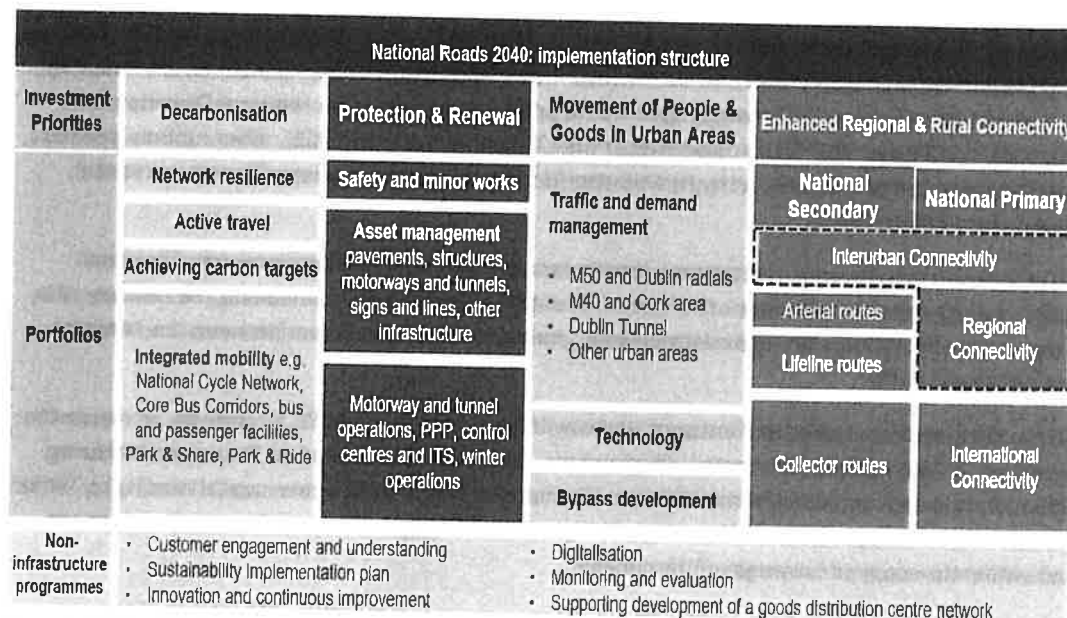 National Roads 2040: implementation structure
Investment
Priorities
Decarbonisation
Protection & Renewal
Movement of People &
Goods in Urban Areas
Enhanced Regional & Rural Connectivity
Portfolios
Network resilience
Active travel
Achieving carbon targets
Integrated mobility e.g.
National Cycle Network,
Core Bus Corridors, bus
and passenger facilities,
Park & Share, Park & Ride
Safety and minor works
Asset management
pavements, structures,
motorways and tunnels,
signs and lines, other
infrastructure
Motorway and tunnel
operations, PPP, control
centres and ITS, winter
operations
Traffic and demand
management
• M50 and Dublin radials
• M40 and Cork area
• Dublin Tunnel
• Other urban areas
Technology
Bypass development
National
Secondary
National Primary
Interurban Connectivity
Arterial routes
Lifeline routes
Collector routes
Regional
Connectivity
International
Connectivity
Non-
infrastructure
programmes
• Customer engagement and understanding
• Sustainability Implementation plan
• Innovation and continuous improvement
• Digitalisation
• Monitoring and evaluation
• Supporting development of a goods distribution centre network